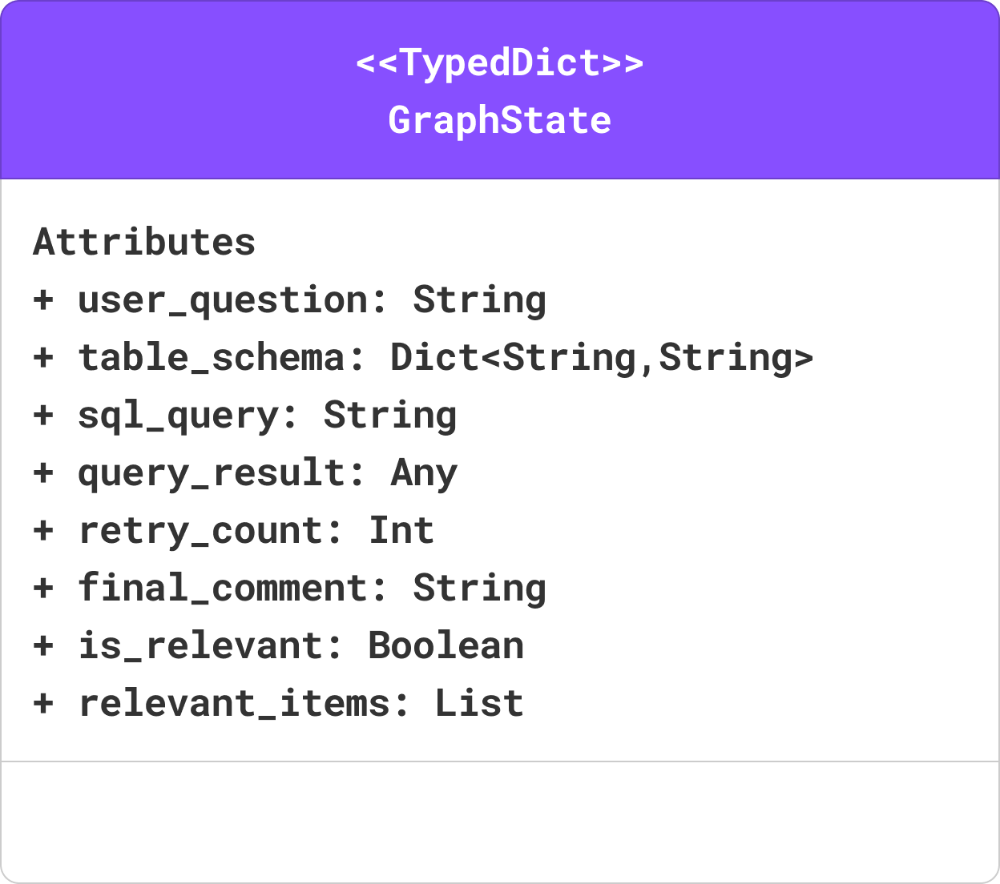 <<TypedDict>>
GraphState
Attributes
+ user_question: String
+ table_schema: Dict<String,String>
+ sql_query: String
+ query_result: Any
+ retry_count: Int
+ final_comment: String
+ is_relevant: Boolean
+ relevant_items: List